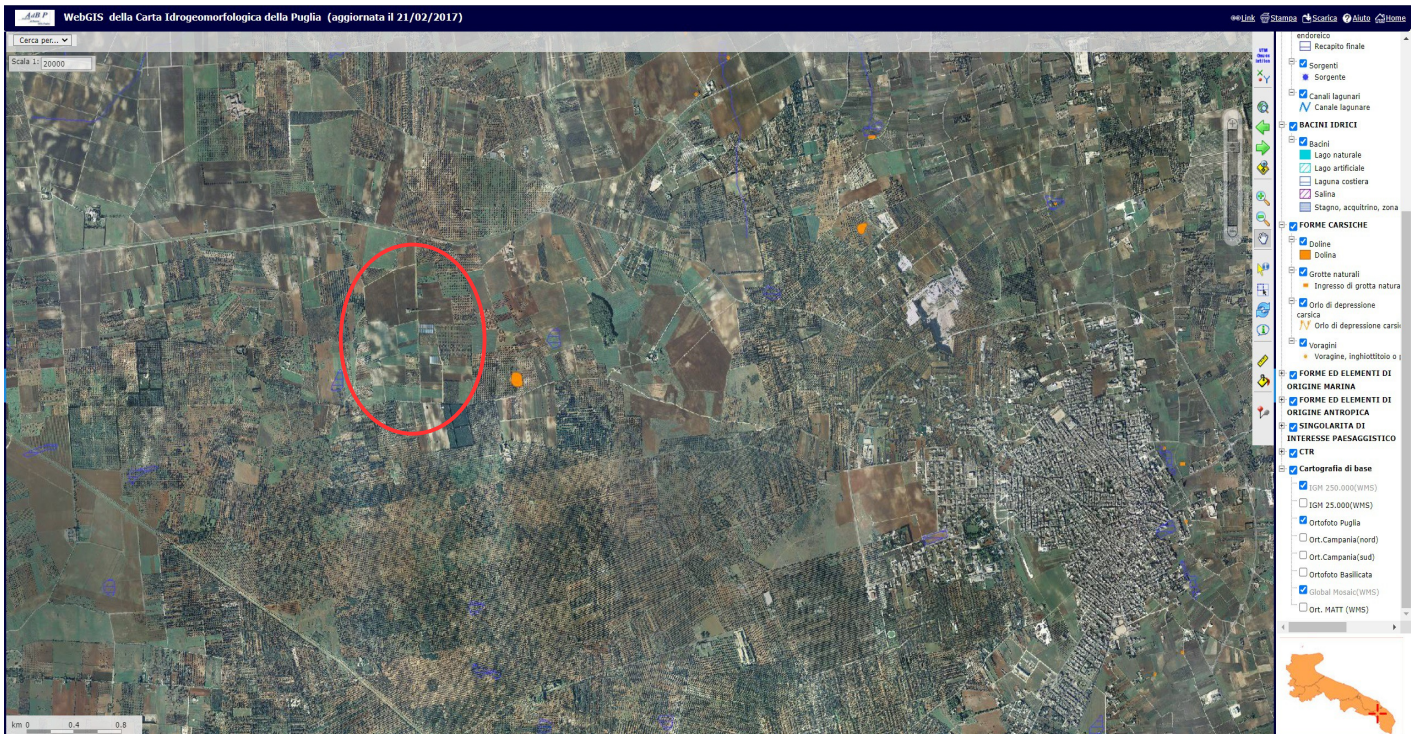 AdB P
WebGIS della Carta Idrogeomorfologica della Puglia (aggiornata il 21/02/2017)
Link Stampa Scarica Aiuto Home
Cerca per...
Scala 1: 20000
X
Y
endoreico
Recapito finale
Sorgenti
Sorgente
Canali lagunari
Canale lagunare
BACINI IDRICI
Bacini
Lago naturale
Lago artificiale
Laguna costiera
Salina
Stagno, acquitrino, zona
FORME CARSICHE
Doline
Dolina
Grotte naturali
Ingresso di grotta natura
Orlo di depressione
carsica
Orlo di depressione carsi
Voragini
Voragine, inghiottitoio o
FORME ED ELEMENTI DI
ORIGINE MARINA
FORME ED ELEMENTI DI
ORIGINE ANTROPICA
SINGOLARITA DI
INTERESSE PAESAGGISTICO
CTR
Cartografia di base
IGM 250.000(WMS)
IGM 25.000(WMS)
Ortofoto Puglia
Ort.Campania(nord)
Ort.Campania(sud)
Ortofoto Basilicata
Global Mosaic(WMS)
Ort. MATT (WMS)
km 0 0.4 0.8